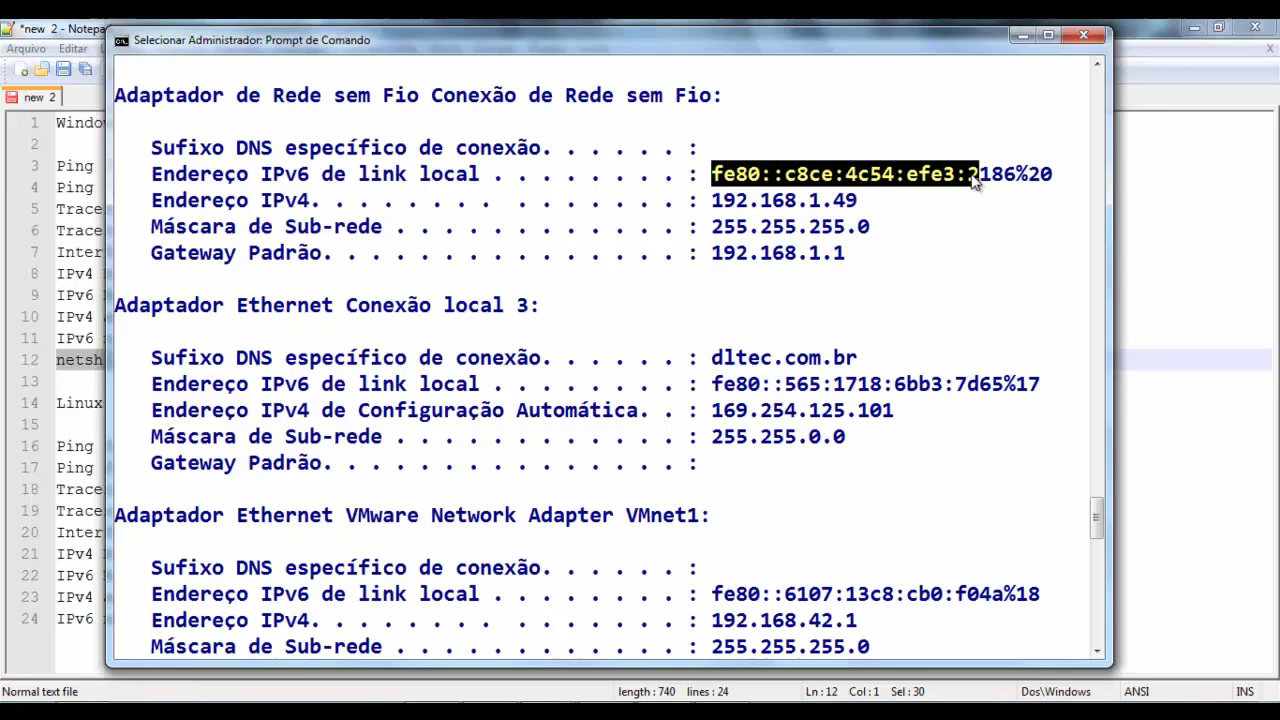 *new 2 - Notepa
Selecionar Administrador: Prompt de Comando
Arquivo Editar
new 2
1 Window
2
3 Ping
4 Ping
5 Trace
6 Trace
7 Inter
8 IPv4
9 IPv6
10 IPv4
11 IPv6
12 netsh
13
14 Linux
15
16 Ping
17 Ping
18 Trace
19 Trace
20 Inter
21 IPv4
22 IPv6
23 IPv4
24 IPv6
Adaptador de Rede sem Fio Conexão de Rede sem Fio:
Sufixo DNS específico de conexão. . . . . . :
Endereço IPv6 de link local . . . . . . . . : fe80::c8ce:4c54:efe3:2186%20
Endereço IPv4. . . . . . . . . . . . . . . : 192.168.1.49
Máscara de Sub-rede . . . . . . . . . . . . : 255.255.255.0
Gateway Padrão. . . . . . . . . . . . . . . : 192.168.1.1
Adaptador Ethernet Conexão local 3:
Sufixo DNS específico de conexão. . . . . . : dltec.com.br
Endereço IPv6 de link local . . . . . . . . : fe80::565:1718:6bb3:7d65%17
Endereço IPv4 de Configuração Automática. . : 169.254.125.101
Máscara de Sub-rede . . . . . . . . . . . . : 255.255.0.0
Gateway Padrão. . . . . . . . . . . . . . . :
Adaptador Ethernet VMware Network Adapter VMnet1:
Sufixo DNS específico de conexão. . . . . . :
Endereço IPv6 de link local . . . . . . . . : fe80::6107:13c8:cb0:f04a%18
Endereço IPv4. . . . . . . . . . . . . . . : 192.168.42.1
Máscara de Sub-rede . . . . . . . . . . . . : 255.255.255.0
Normal text file length : 740 lines : 24 Ln : 12 Col : 1 Sel : 30 Dos\Windows ANSI INS